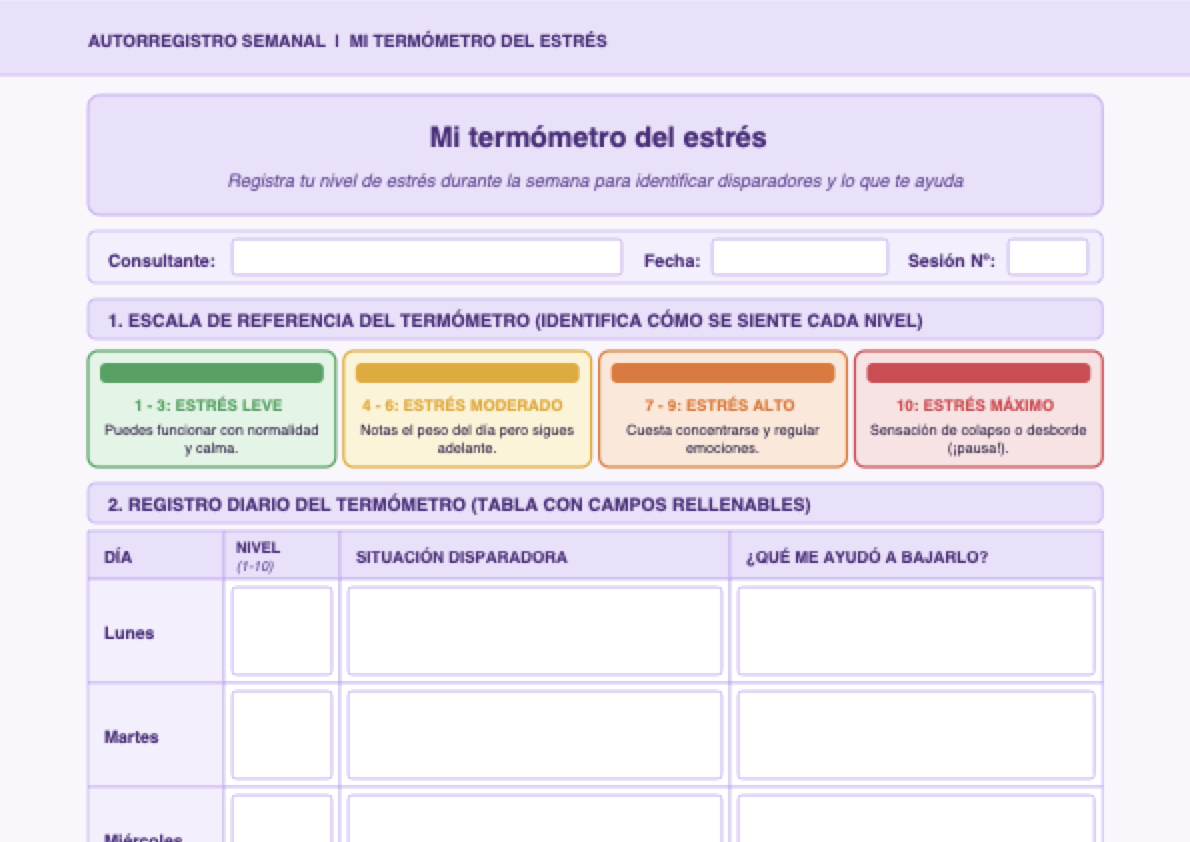 AUTORREGISTRO SEMANAL | MI TERMÓMETRO DEL ESTRÉS
Mi termómetro del estrés
Registra tu nivel de estrés durante la semana para identificar disparadores y lo que te ayuda
Consultante: Fecha: Sesión Nº:
1. ESCALA DE REFERENCIA DEL TERMÓMETRO (IDENTIFICA CÓMO SE SIENTE CADA NIVEL)
1 - 3: ESTRÉS LEVE
Puedes funcionar con normalidad
y calma.
4 - 6: ESTRÉS MODERADO
Notas el peso del día pero sigues
adelante.
7 - 9: ESTRÉS ALTO
Cuesta concentrarse y regular
emociones.
10: ESTRÉS MÁXIMO
Sensación de colapso o desborde
(¡pausa!).
2. REGISTRO DIARIO DEL TERMÓMETRO (TABLA CON CAMPOS RELLENABLES)
DÍA
NIVEL
(1-10)
SITUACIÓN DISPARADORA
¿QUÉ ME AYUDÓ A BAJARLO?
Lunes
Martes
Miércoles